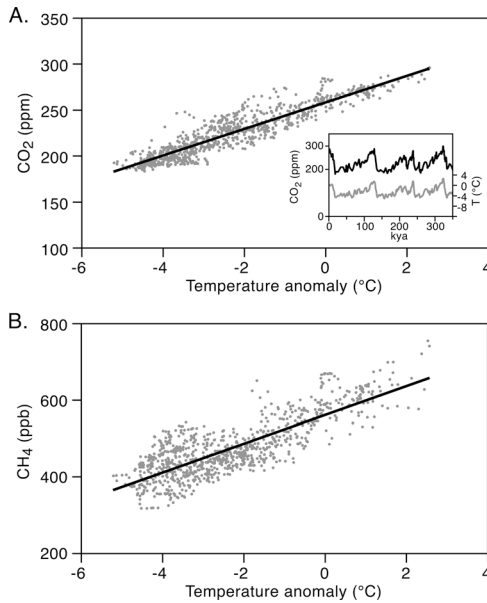 A.
350
300
250
200
150
100
CO₂ (ppm)
-6 -4 -2 0 2 4
Temperature anomaly (°C)
300
200
0
CO₂ (ppm)
4
0
-4
-8
T (°C)
0 100 200 300
kya
B.
800
600
400
200
CH₄ (ppb)
-6 -4 -2 0 2 4
Temperature anomaly (°C)